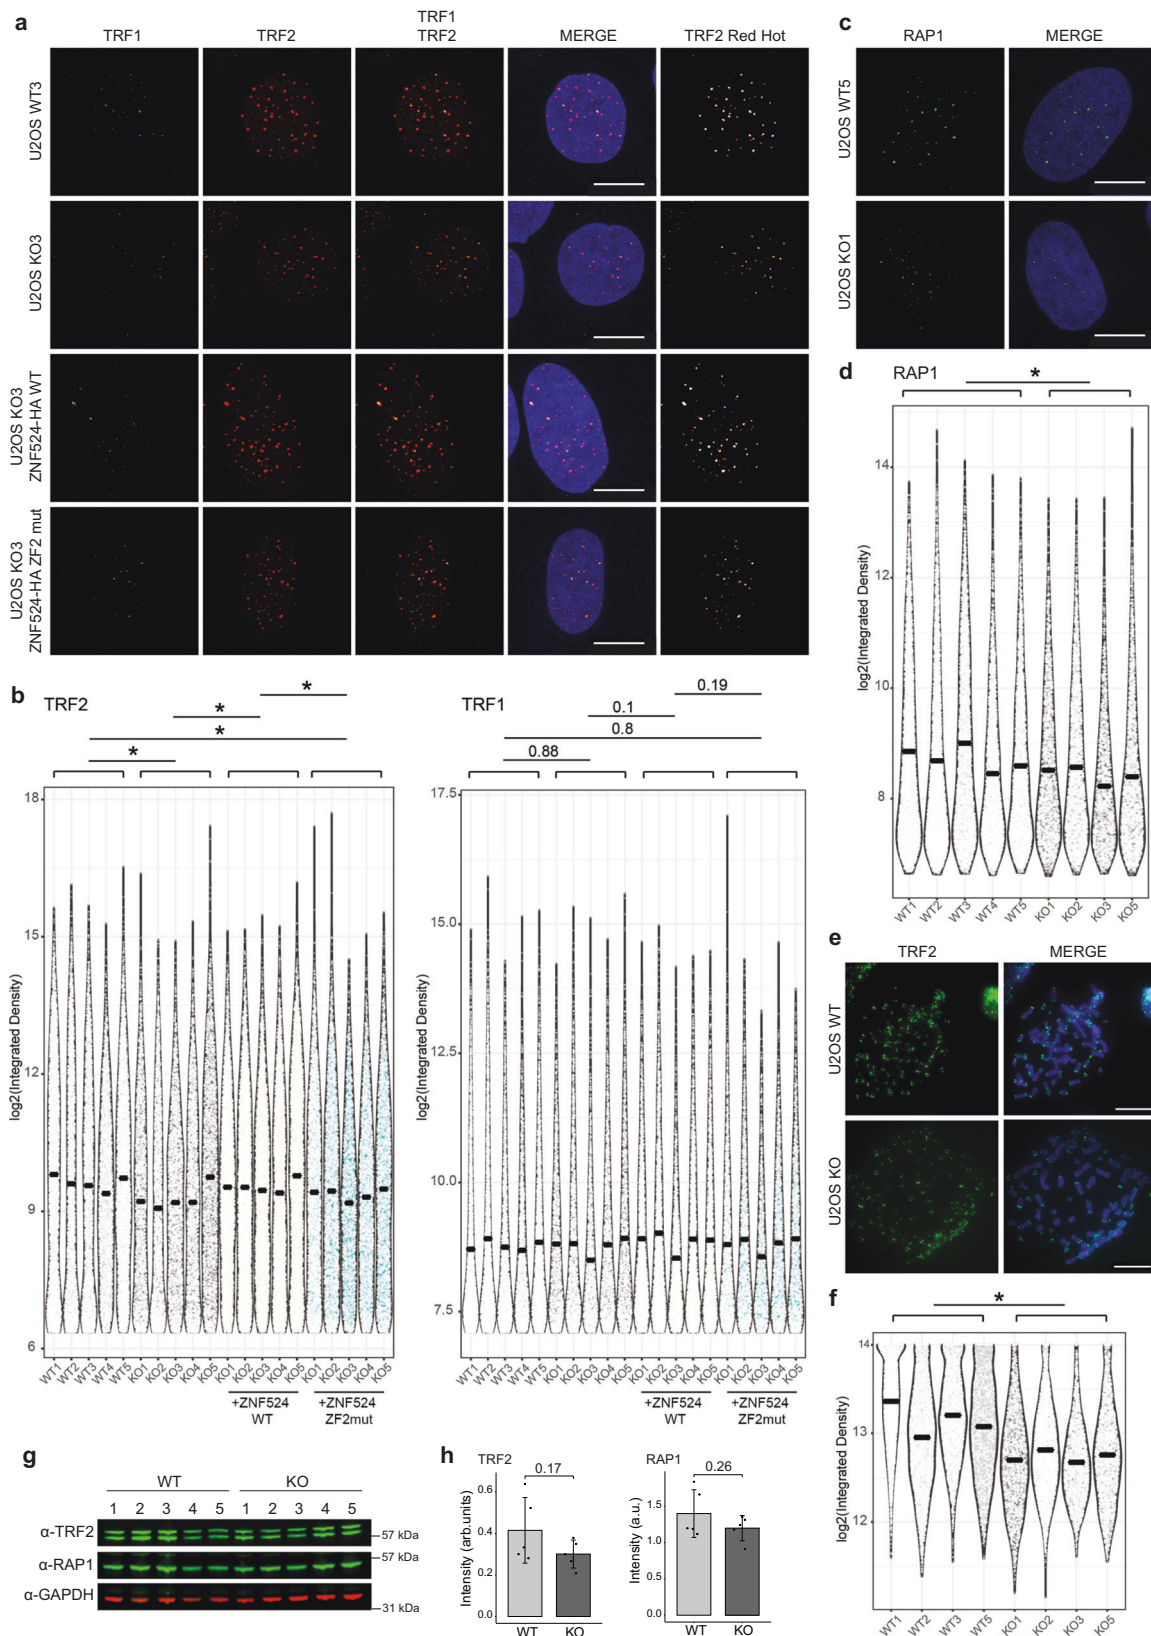 a
TRF1 TRF2 TRF1 TRF2 MERGE TRF2 Red Hot
U2OS WT3
U2OS KO3
U2OS KO3 ZNF524-HA WT
U2OS KO3 ZNF524-HA ZF2 mut
c
RAP1 MERGE
U2OS WT5
U2OS KO1
b
TRF2
*
*
*
*
log2(Integrated Density)
18
15
12
9
6
WT1 WT2 WT3 WT4 WT5 KO1 KO2 KO3 KO4 KO5 KO1 KO2 KO3 KO4 KO5 KO1 KO2 KO3 KO4 KO5
+ZNF524 WT
+ZNF524 ZF2mut
TRF1
0.19
0.1
0.8
0.88
log2(Integrated Density)
17.5
15.0
12.5
10.0
7.5
WT1 WT2 WT3 WT4 WT5 KO1 KO2 KO3 KO4 KO5 KO1 KO2 KO3 KO4 KO5 KO1 KO2 KO3 KO4 KO5
+ZNF524 WT
+ZNF524 ZF2mut
d
RAP1
*
log2(Integrated Density)
14
12
10
8
WT1 WT2 WT3 WT4 WT5 KO1 KO2 KO3 KO5
e
TRF2 MERGE
U2OS WT
U2OS KO
f
*
log2(Integrated Density)
14
13
12
WT1 WT2 WT3 WT5 KO1 KO2 KO3 KO5
g
WT KO
1 2 3 4 5 1 2 3 4 5
α-TRF2
57 kDa
α-RAP1
57 kDa
α-GAPDH
31 kDa
h
TRF2
0.17
Intensity (arb.units)
0.6
0.4
0.2
0.0
WT KO
RAP1
0.26
Intensity (a.u.)
1.5
1.0
0.5
0.0
WT KO